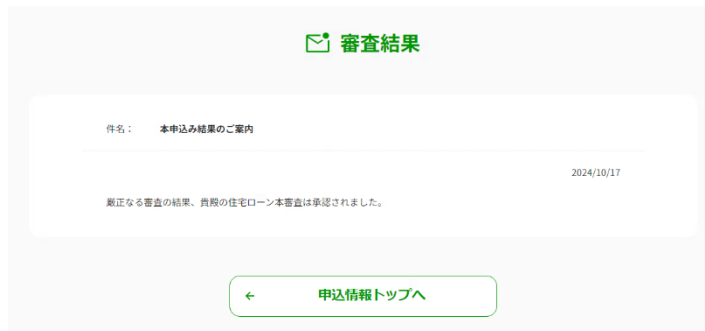 審査結果
件名： 本申込み結果のご案内
2024/10/17
厳正なる審査の結果、貴殿の住宅ローン本審査は承認されました。
← 申込情報トップへ